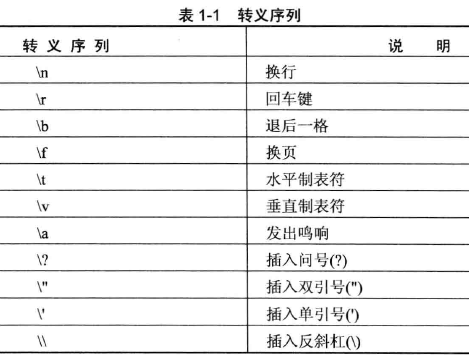 表 1-1 转义序列
转 义 序 列 说 明
\n 换行
\r 回车键
\b 退后一格
\f 换页
\t 水平制表符
\v 垂直制表符
\a 发出鸣响
\? 插入问号(?)
\" 插入双引号(")
\' 插入单引号(')
\\ 插入反斜杠(\)